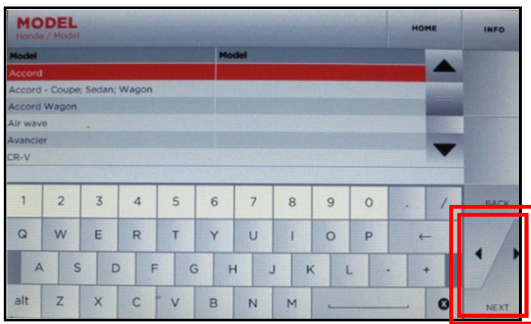 MODEL
Honda / Model
HOME
INFO
Model Model
Accord
Accord - Coupe; Sedan; Wagon
Accord Wagon
Air wave
Avancier
CR-V
1 2 3 4 5 6 7 8 9 0 . /
BACK
Q W E R T Y U I O P ←
A S D F G H J K L - +
alt Z X C V B N M
NEXT